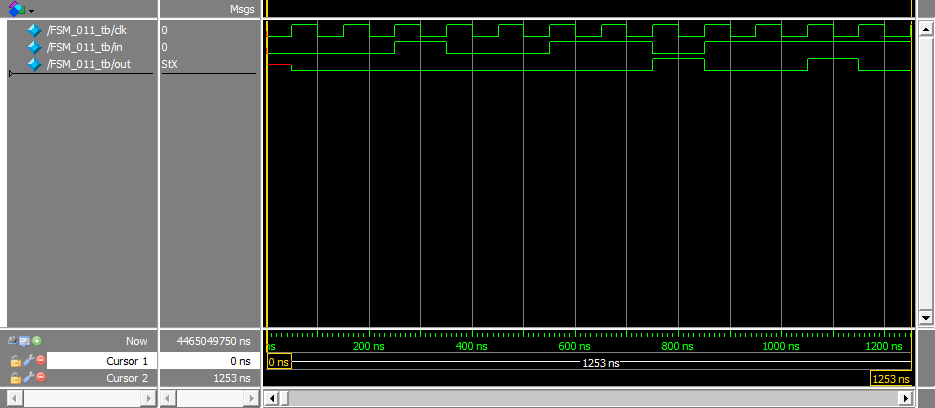 Msgs
/FSM_011_tb/clk 0
/FSM_011_tb/in 0
/FSM_011_tb/out StX
Now 4465049750 ns ns 200 ns 400 ns 600 ns 800 ns 1000 ns 1200 ns
Cursor 1 0 ns 0 ns 1253 ns
Cursor 2 1253 ns 1253 ns